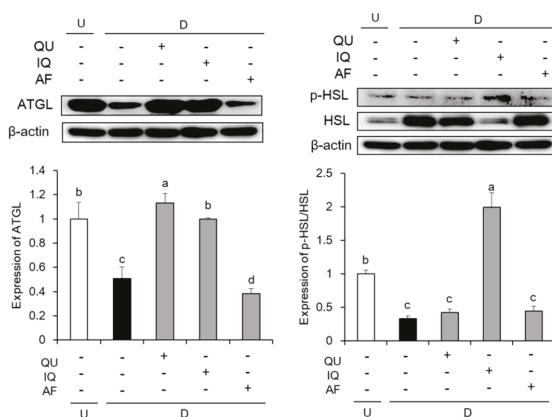 U D
QU - - + - -
IQ - - - + -
AF - - - - +
ATGL
β-actin
Expression of ATGL
1.4
1.2
1
0.8
0.6
0.4
0.2
0
b c a b d
QU - - + - -
IQ - - - + -
AF - - - - +
U D
U D
QU - - + - -
IQ - - - + -
AF - - - - +
p-HSL
HSL
β-actin
Expression of p-HSL/HSL
2.5
2
1.5
1
0.5
0
b c c a c
QU - - + - -
IQ - - - + -
AF - - - - +
U D